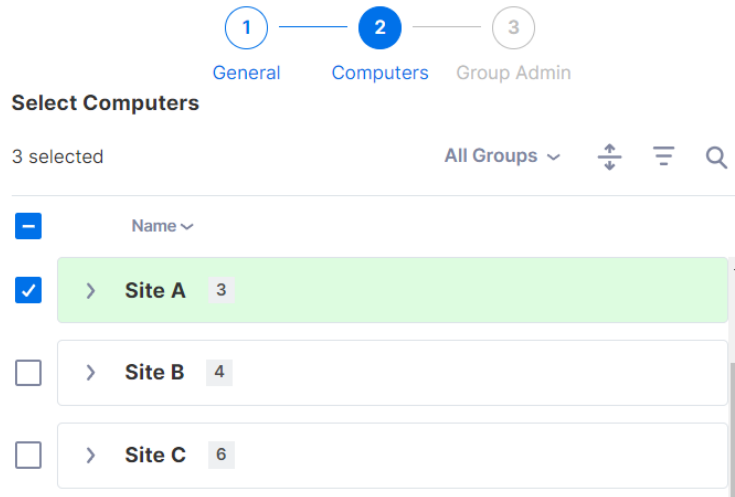 1 2 3
General Computers Group Admin
Select Computers
3 selected All Groups
Name
Site A 3
Site B 4
Site C 6